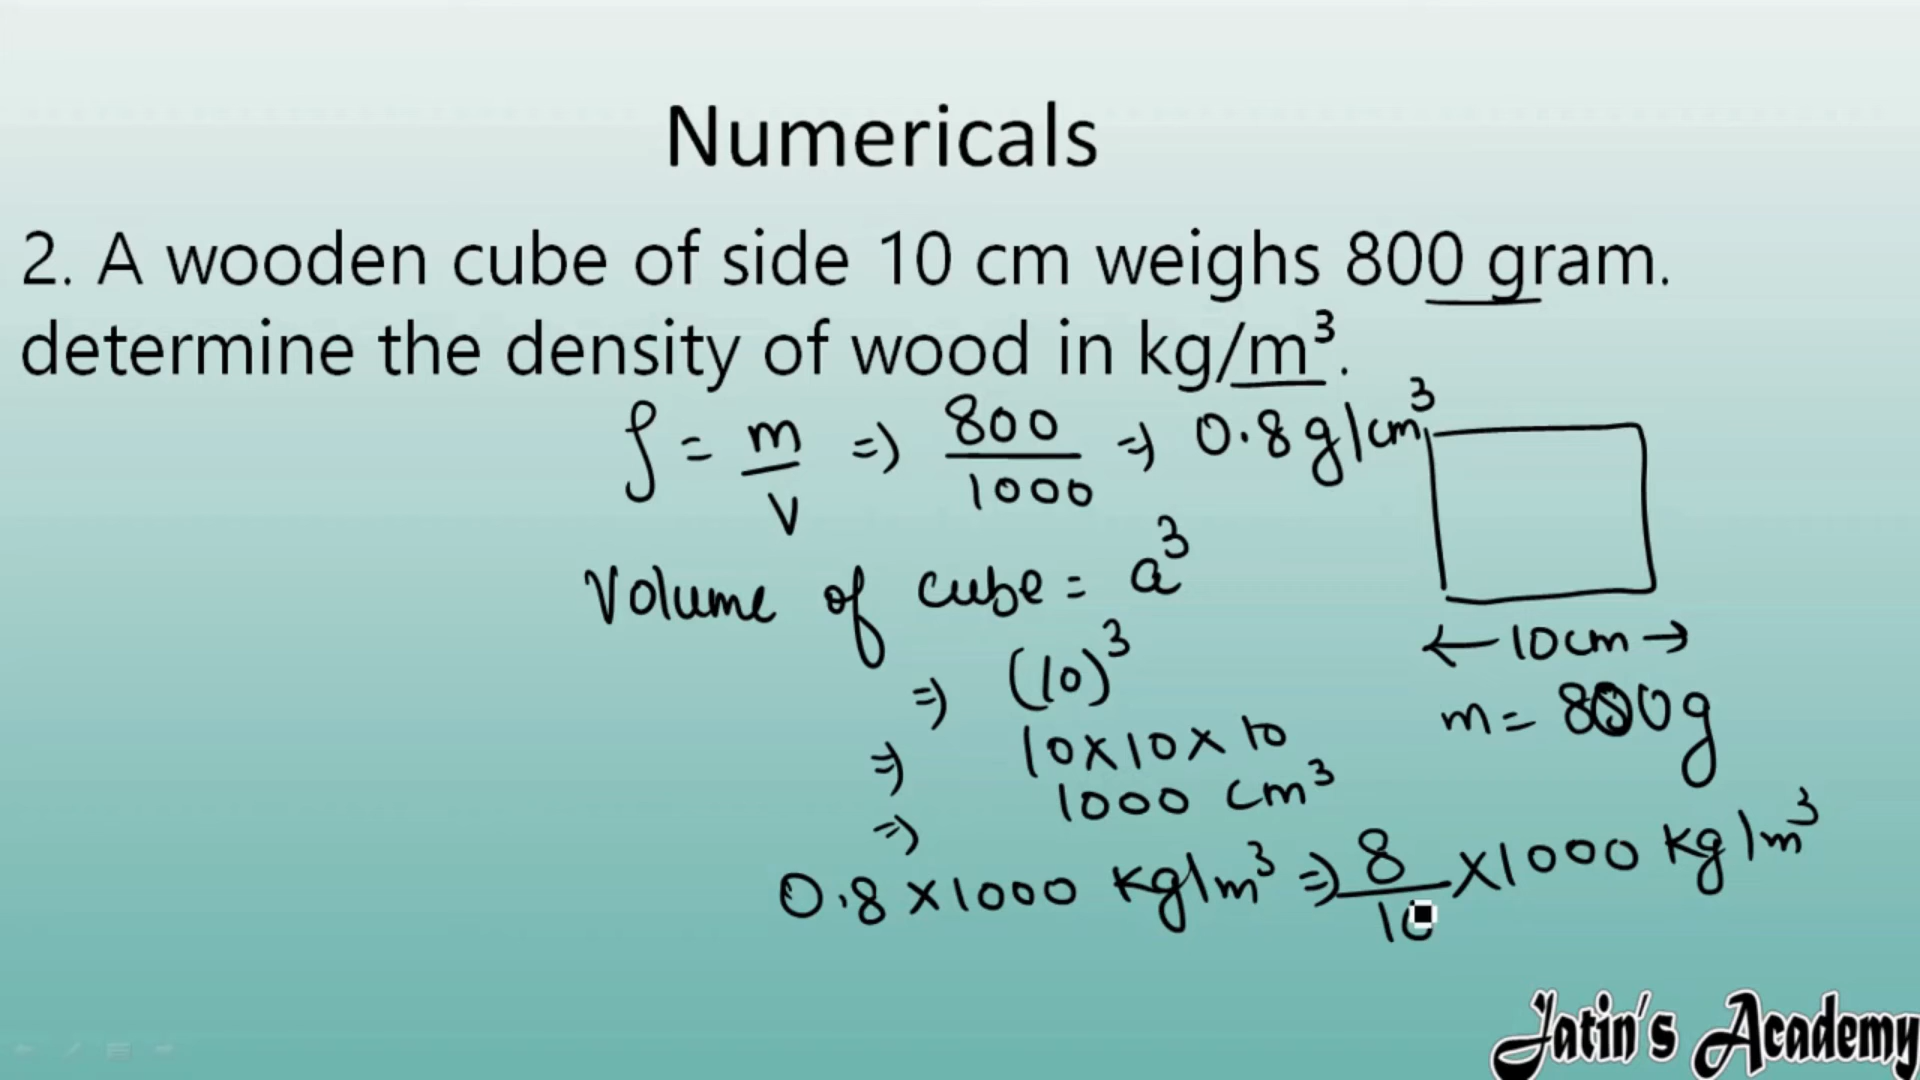 Numericals
2. A wooden cube of side 10 cm weighs 800 gram.
determine the density of wood in kg/m³.
ρ = m/V ⇒ 800/1000 ⇒ 0.8 g/cm³
Volume of cube = a³
⇒ (10)³
⇒ 10×10×10
⇒ 1000 cm³
10cm
m = 800g
0.8 × 1000 kg/m³ ⇒ 8/10 × 1000 kg/m³
Jatin's Academy